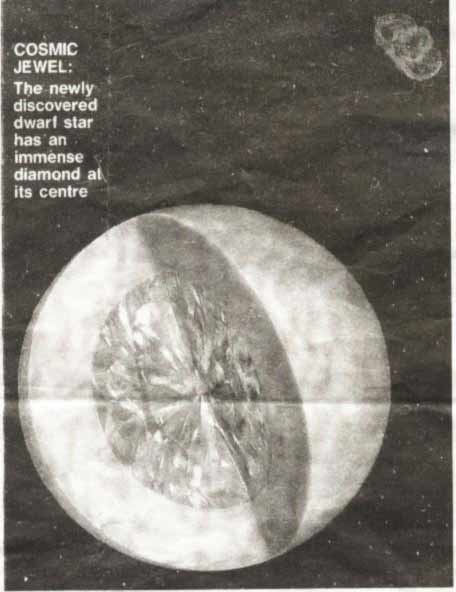 COSMIC
JEWEL:
The newly
discovered
dwarf star
has an
immense
diamond at
its centre